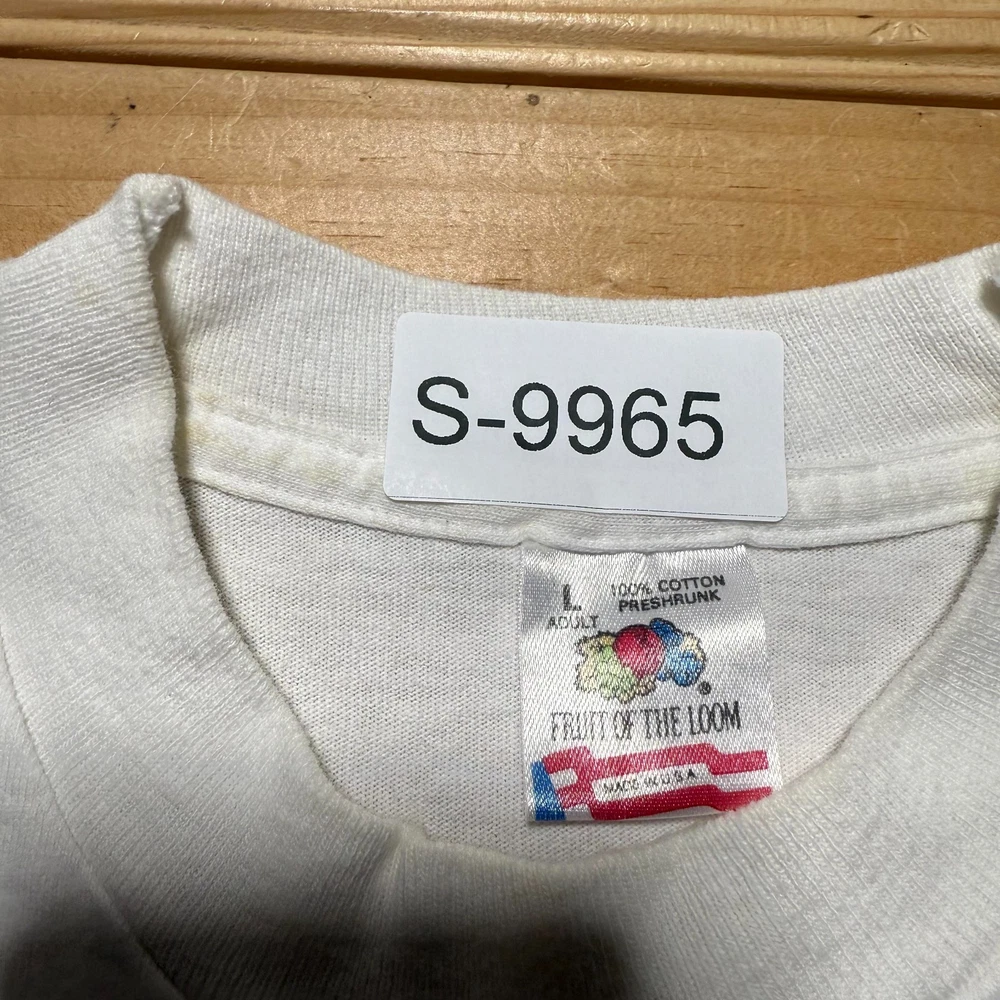 S-9965
L
ADULT
100% COTTON
PRESHRUNK
®
FRUIT OF THE LOOM
MADE IN U.S.A.